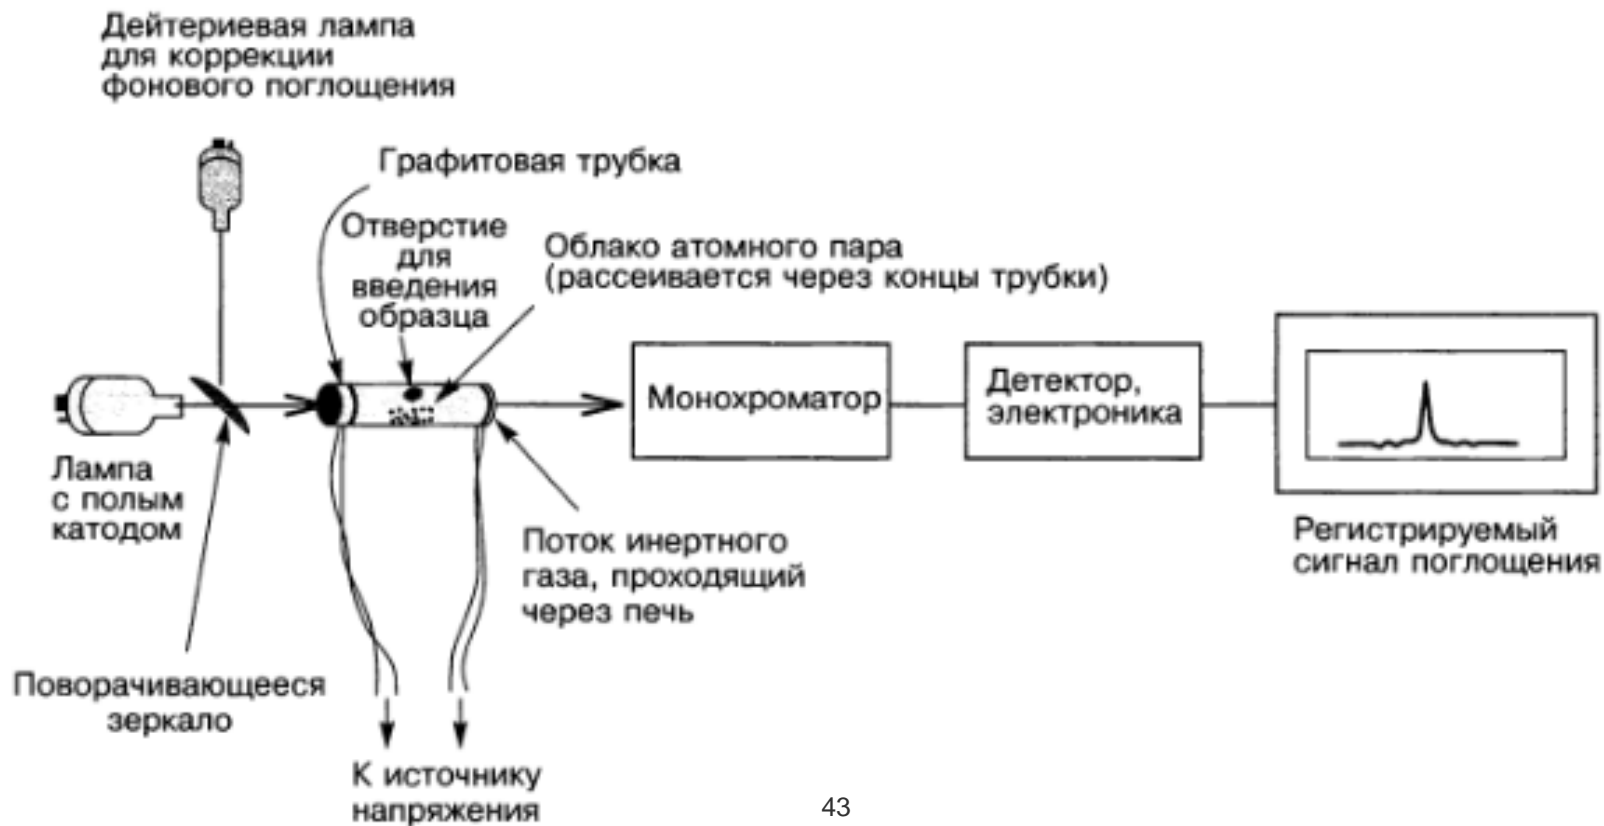 Дейтериевая лампа
для коррекции
фонового поглощения
Графитовая трубка
Отверстие
для
введения
образца
Облако атомного пара
(рассеивается через концы трубки)
Монохроматор
Детектор,
электроника
Лампа
с полым
катодом
Поток инертного
газа, проходящий
через печь
Регистрируемый
сигнал поглощения
Поворачивающееся
зеркало
К источнику
напряжения
43